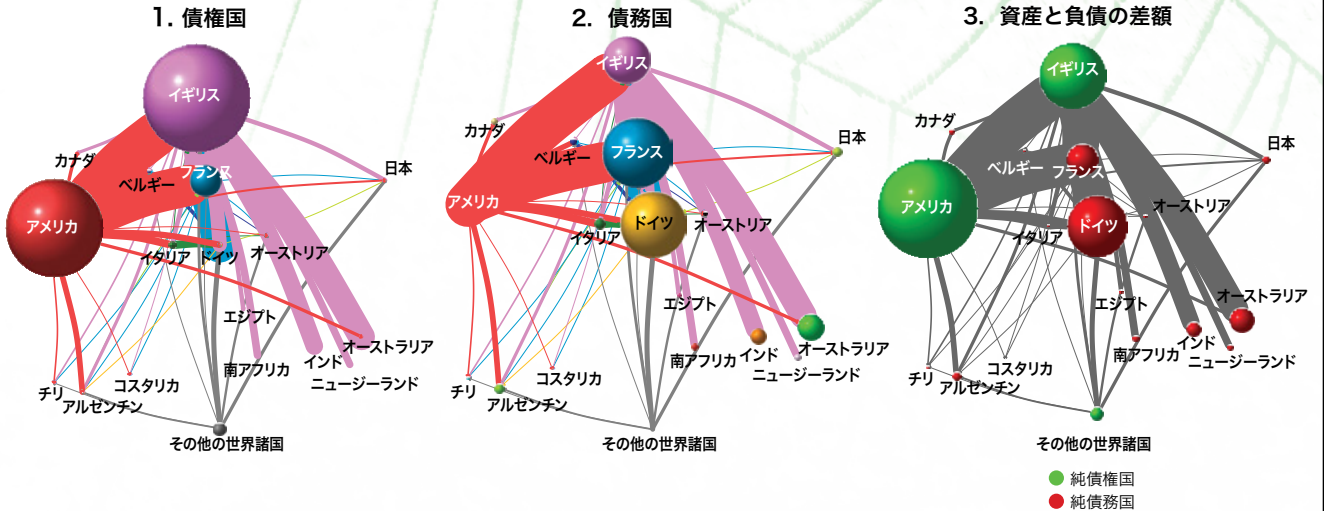 1. 債権国
イギリス
カナダ
ベルギー
フランス
日本
アメリカ
イタリア
ドイツ
オーストリア
エジプト
南アフリカ
インド
オーストラリア
ニュージーランド
チリ
アルゼンチン
コスタリカ
その他の世界諸国
2. 債務国
イギリス
カナダ
ベルギー
フランス
日本
アメリカ
イタリア
ドイツ
オーストリア
エジプト
南アフリカ
インド
オーストラリア
ニュージーランド
チリ
アルゼンチン
コスタリカ
その他の世界諸国
3. 資産と負債の差額
イギリス
カナダ
ベルギー
フランス
日本
アメリカ
イタリア
ドイツ
オーストリア
エジプト
南アフリカ
インド
オーストラリア
ニュージーランド
チリ
アルゼンチン
コスタリカ
その他の世界諸国
純債権国
純債務国